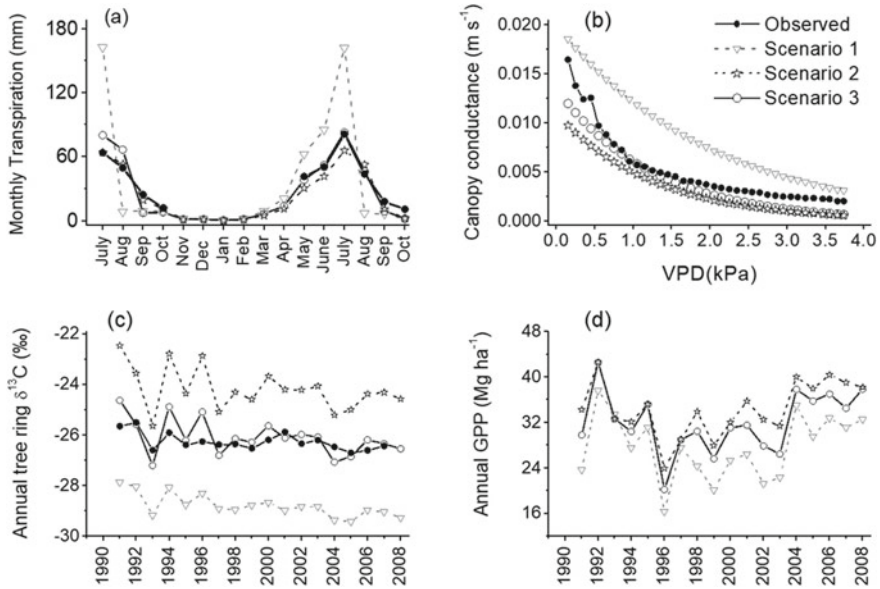 (a)
Monthly Transpiration (mm)
180
120
60
0
July
Aug
Sep
Oct
Nov
Dec
Jan
Feb
Mar
Apr
May
June
July
Aug
Sep
Oct
(b)
Canopy conductance (m s⁻¹)
0.020
0.015
0.010
0.005
0.000
0.0 0.5 1.0 1.5 2.0 2.5 3.0 3.5 4.0
VPD(kPa)
Observed
Scenario 1
Scenario 2
Scenario 3
(c)
Annual tree ring δ¹³C (‰)
-22
-24
-26
-28
-30
1990
1992
1994
1996
1998
2000
2002
2004
2006
2008
(d)
Annual GPP (Mg ha⁻¹)
48
40
32
24
16
1990
1992
1994
1996
1998
2000
2002
2004
2006
2008